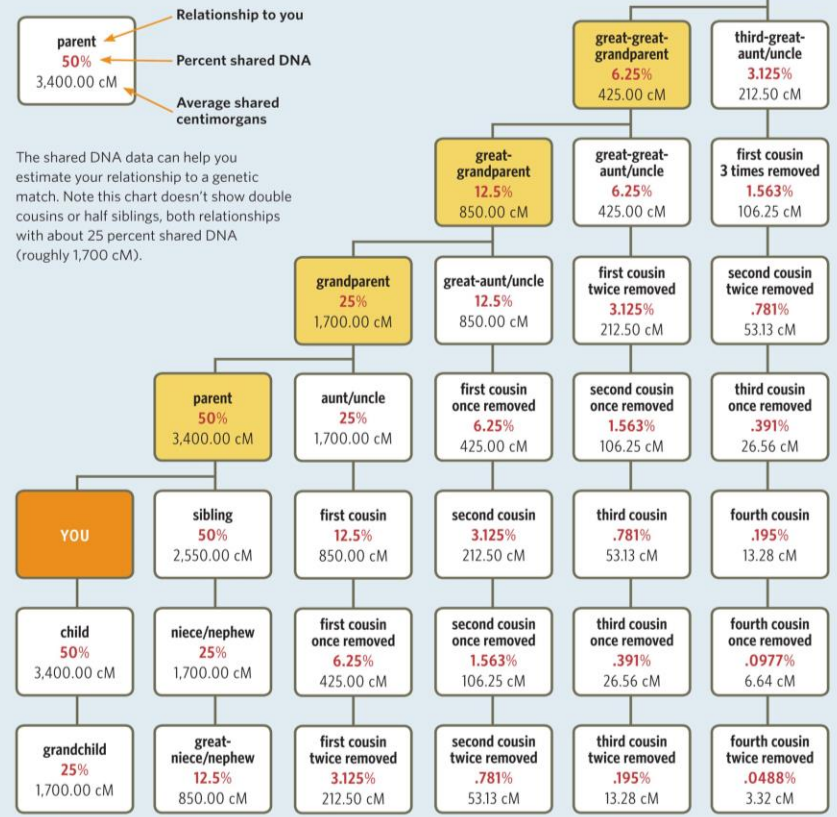 Relationship to you
parent
50%
3,400.00 cM
Percent shared DNA
Average shared
centimorgans
The shared DNA data can help you
estimate your relationship to a genetic
match. Note this chart doesn't show double
cousins or half siblings, both relationships
with about 25 percent shared DNA
(roughly 1,700 cM).
great-great-
grandparent
6.25%
425.00 cM
third-great-
aunt/uncle
3.125%
212.50 cM
great-
grandparent
12.5%
850.00 cM
great-great-
aunt/uncle
6.25%
425.00 cM
first cousin
3 times removed
1.563%
106.25 cM
grandparent
25%
1,700.00 cM
great-aunt/uncle
12.5%
850.00 cM
first cousin
twice removed
3.125%
212.50 cM
second cousin
twice removed
.781%
53.13 cM
parent
50%
3,400.00 cM
aunt/uncle
25%
1,700.00 cM
first cousin
once removed
6.25%
425.00 cM
second cousin
once removed
1.563%
106.25 cM
third cousin
once removed
.391%
26.56 cM
YOU
sibling
50%
2,550.00 cM
first cousin
12.5%
850.00 cM
second cousin
3.125%
212.50 cM
third cousin
.781%
53.13 cM
fourth cousin
.195%
13.28 cM
child
50%
3,400.00 cM
niece/nephew
25%
1,700.00 cM
first cousin
once removed
6.25%
425.00 cM
second cousin
once removed
1.563%
106.25 cM
third cousin
once removed
.391%
26.56 cM
fourth cousin
once removed
.0977%
6.64 cM
grandchild
25%
1,700.00 cM
great-
niece/nephew
12.5%
850.00 cM
first cousin
twice removed
3.125%
212.50 cM
second cousin
twice removed
.781%
53.13 cM
third cousin
twice removed
.195%
13.28 cM
fourth cousin
twice removed
.0488%
3.32 cM